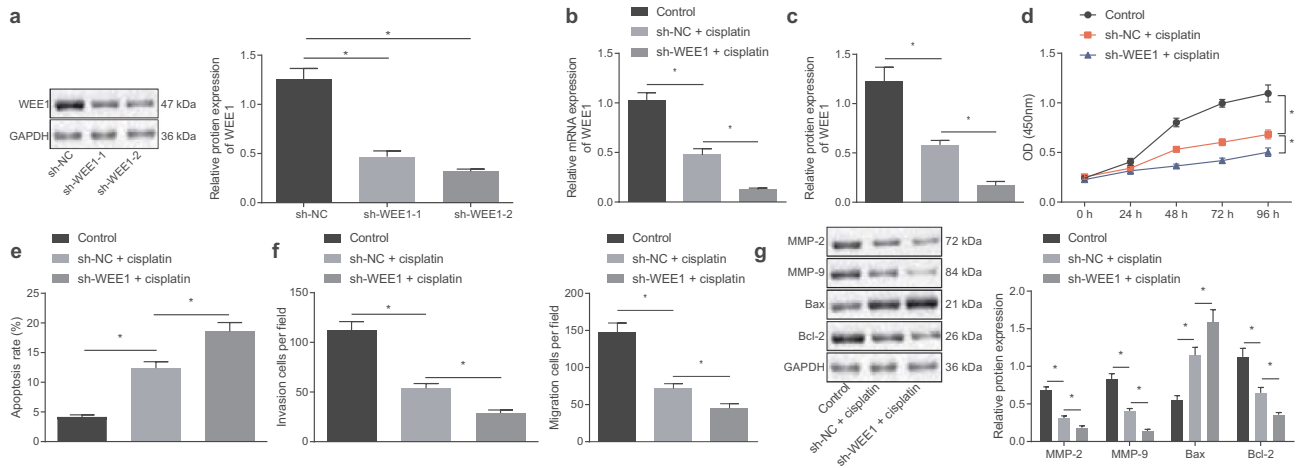 a
WEE1
47 kDa
GAPDH
36 kDa
sh-NC
sh-WEE1-1
sh-WEE1-2
Relative protien expression
of WEE1
1.5
1.0
0.5
0.0
*
*
sh-NC
sh-WEE1-1
sh-WEE1-2
b
Control
sh-NC + cisplatin
sh-WEE1 + cisplatin
Relative mRNA expression
of WEE1
1.5
1.0
0.5
0.0
*
*
c
Relative protien expression
of WEE1
1.5
1.0
0.5
0.0
*
*
d
Control
sh-NC + cisplatin
sh-WEE1 + cisplatin
OD (450nm)
1.5
1.0
0.5
0.0
0 h
24 h
48 h
72 h
96 h
*
*
e
Control
sh-NC + cisplatin
sh-WEE1 + cisplatin
Apoptosis rate (%)
25
20
15
10
5
0
*
*
f
Control
sh-NC + cisplatin
sh-WEE1 + cisplatin
Invasion cells per field
150
100
50
0
*
*
Migration cells per field
200
150
100
50
0
*
*
g
MMP-2
72 kDa
MMP-9
84 kDa
Bax
21 kDa
Bcl-2
26 kDa
GAPDH
36 kDa
Control
sh-NC + cisplatin
sh-WEE1 + cisplatin
Control
sh-NC + cisplatin
sh-WEE1 + cisplatin
Relative protien expression
2.0
1.5
1.0
0.5
0.0
*
*
*
*
*
*
*
*
MMP-2
MMP-9
Bax
Bcl-2